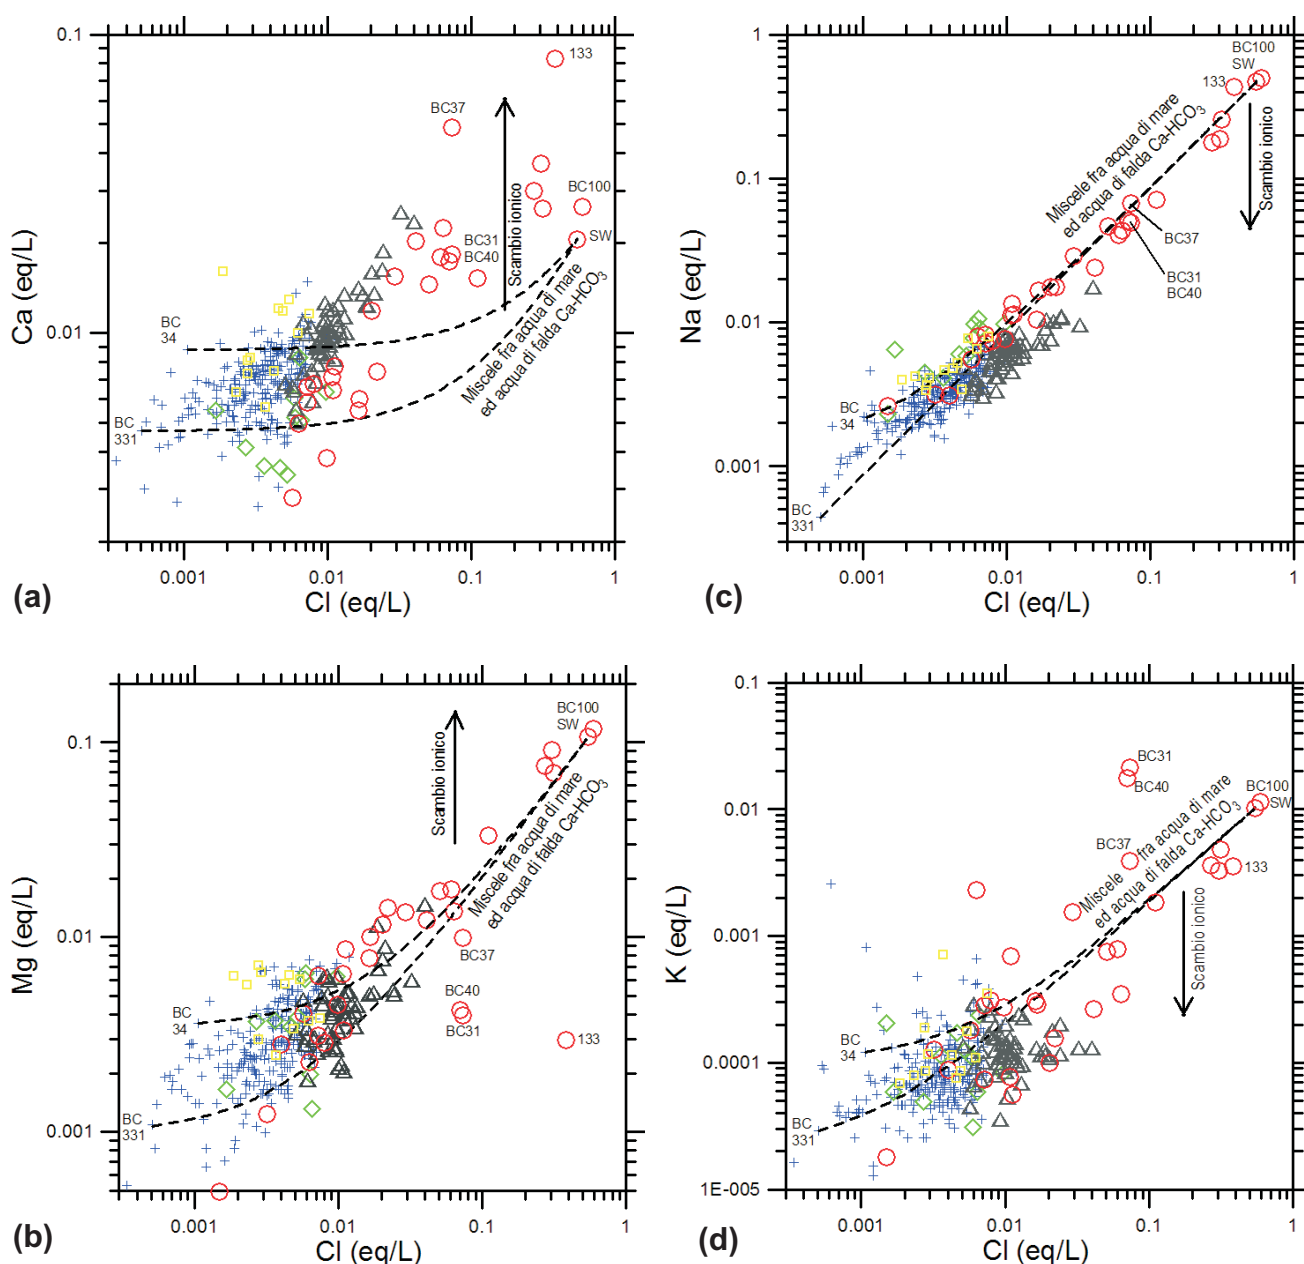 0.1
0.01
Ca (eq/L)
133
BC37
BC100
SW
BC31
BC40
Scambio ionico
Miscele fra acqua di mare
ed acqua di falda Ca-HCO3
BC
34
BC
331
0.001
0.01
0.1
1
Cl (eq/L)
(a)
1
0.1
0.01
0.001
Na (eq/L)
BC100
SW
133
Miscele fra acqua di mare
ed acqua di falda Ca-HCO3
Scambio ionico
BC37
BC31
BC40
BC
34
BC
331
0.001
0.01
0.1
1
Cl (eq/L)
(c)
0.1
0.01
0.001
Mg (eq/L)
BC100
SW
Scambio ionico
Miscele fra acqua di mare
ed acqua di falda Ca-HCO3
BC37
BC40
BC31
133
BC
34
BC
331
0.001
0.01
0.1
1
Cl (eq/L)
(b)
0.1
0.01
0.001
0.0001
1E-005
K (eq/L)
BC31
BC40
BC100
SW
BC37
133
Miscele fra acqua di mare
ed acqua di falda Ca-HCO3
Scambio ionico
BC
34
BC
331
0.001
0.01
0.1
1
Cl (eq/L)
(d)